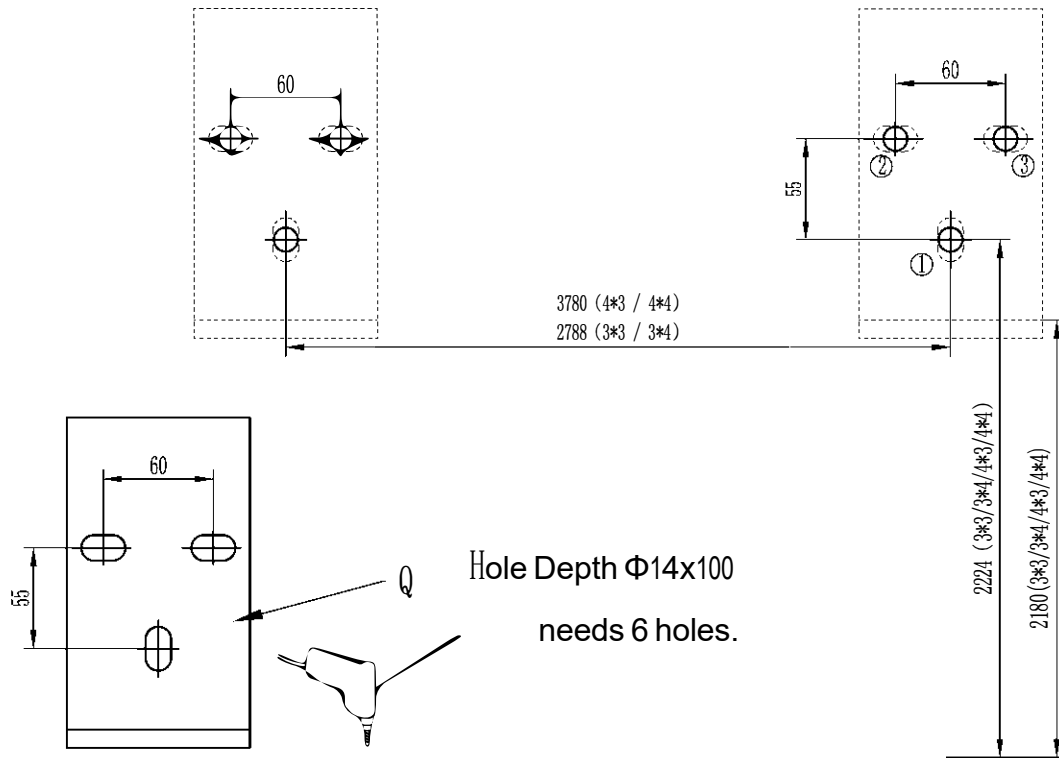 60
60
②
③
55
①
3780 (4*3 / 4*4)
2788 (3*3 / 3*4)
2224 (3*3/3*4/4*3/4*4)
2180(3*3/3*4/4*3/4*4)
60
55
Q
Hole Depth Φ14x100
needs 6 holes.